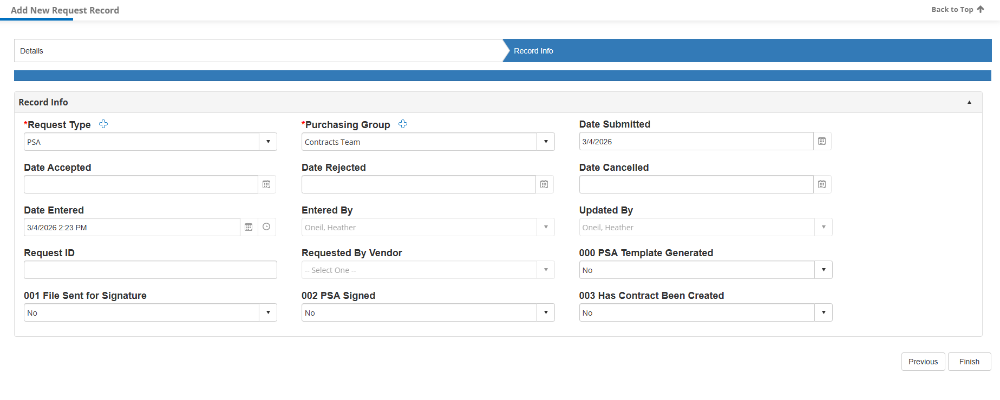 Add New Request Record
Back to Top
Details
Record Info
Record Info
*Request Type
*Purchasing Group
Date Submitted
PSA
Contracts Team
3/4/2026
Date Accepted
Date Rejected
Date Cancelled
Date Entered
Entered By
Updated By
3/4/2026 2:23 PM
Oneil, Heather
Oneil, Heather
Request ID
Requested By Vendor
000 PSA Template Generated
-- Select One --
No
001 File Sent for Signature
002 PSA Signed
003 Has Contract Been Created
No
No
No
Previous
Finish